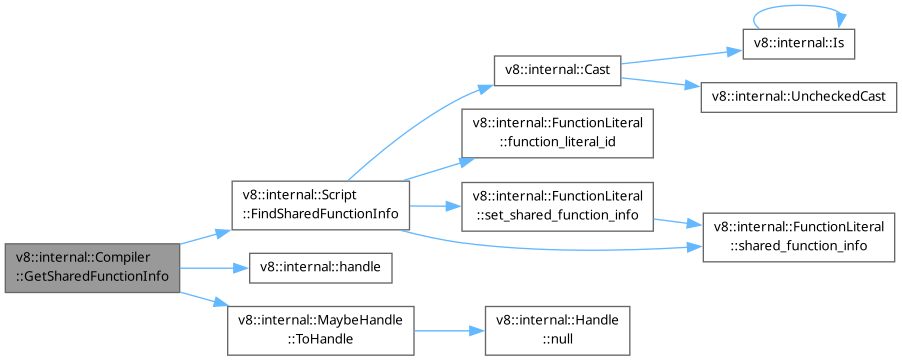 v8::internal::Compiler
::GetSharedFunctionInfo
v8::internal::Script
::FindSharedFunctionInfo
v8::internal::handle
v8::internal::MaybeHandle
::ToHandle
v8::internal::Cast
v8::internal::FunctionLiteral
::function_literal_id
v8::internal::FunctionLiteral
::set_shared_function_info
v8::internal::Handle
::null
v8::internal::Is
v8::internal::UncheckedCast
v8::internal::FunctionLiteral
::shared_function_info